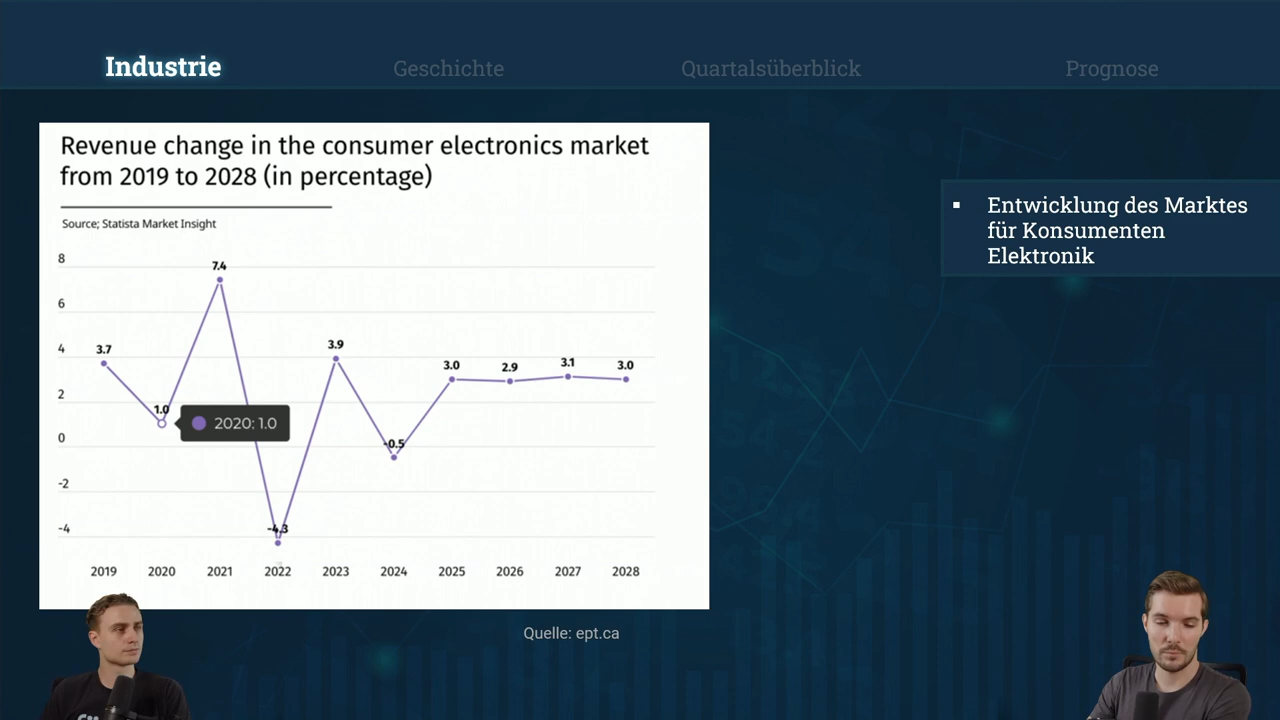 Industrie Geschichte Quartalsüberblick Prognose
Revenue change in the consumer electronics market
from 2019 to 2028 (in percentage)
Source; Statista Market Insight
8
7.4
6
4
3.7
3.9
3.0 2.9 3.1 3.0
2
1.0
2020: 1.0
0
-0.5
-2
-4
-4.3
2019 2020 2021 2022 2023 2024 2025 2026 2027 2028
Quelle: ept.ca
▪ Entwicklung des Marktes
für Konsumenten
Elektronik